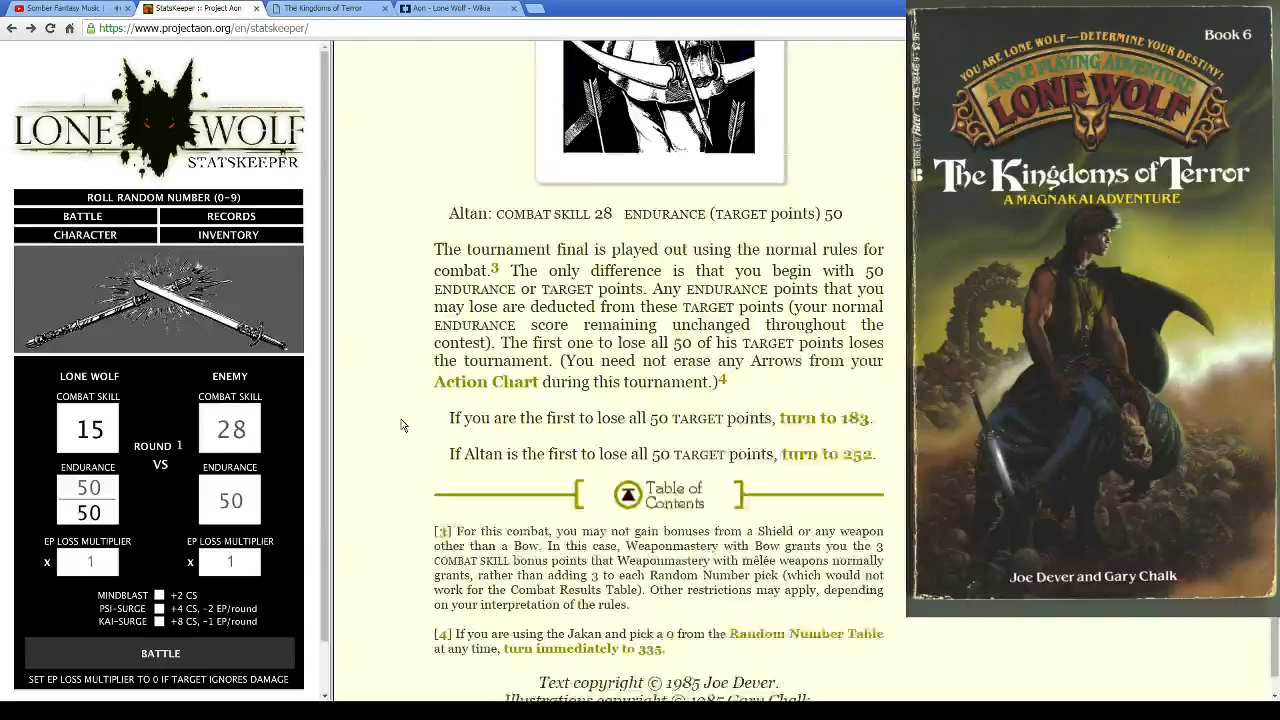 Somber Fantasy Music |
StatsKeeper :: Project Aon
The Kingdoms of Terror
Aon - Lone Wolf - Wikia
https://www.projectaon.org/en/statskeeper/
LONE WOLF
STATSKEEPER
ROLL RANDOM NUMBER (0-9)
BATTLE RECORDS
CHARACTER INVENTORY
LONE WOLF ENEMY
COMBAT SKILL COMBAT SKILL
15 28
ROUND 1
VS
ENDURANCE ENDURANCE
50
50 50
EP LOSS MULTIPLIER EP LOSS MULTIPLIER
x 1 x 1
MINDBLAST +2 CS
PSI-SURGE +4 CS, -2 EP/round
KAI-SURGE +8 CS, -1 EP/round
BATTLE
SET EP LOSS MULTIPLIER TO 0 IF TARGET IGNORES DAMAGE
Altan: COMBAT SKILL 28 ENDURANCE (TARGET points) 50
The tournament final is played out using the normal rules for
combat.3 The only difference is that you begin with 50
ENDURANCE or TARGET points. Any ENDURANCE points that you
may lose are deducted from these TARGET points (your normal
ENDURANCE score remaining unchanged throughout the
contest). The first one to lose all 50 of his TARGET points loses
the tournament. (You need not erase any Arrows from your
Action Chart during this tournament.)4
If you are the first to lose all 50 TARGET points, turn to 183.
If Altan is the first to lose all 50 TARGET points, turn to 252.
Table of
Contents
[3] For this combat, you may not gain bonuses from a Shield or any weapon
other than a Bow. In this case, Weaponmastery with Bow grants you the 3
COMBAT SKILL bonus points that Weaponmastery with mêlée weapons normally
grants, rather than adding 3 to each Random Number pick (which would not
work for the Combat Results Table). Other restrictions may apply, depending
on your interpretation of the rules.
[4] If you are using the Jakan and pick a 0 from the Random Number Table
at any time, turn immediately to 335.
Text copyright © 1985 Joe Dever.
Illustrations copyright © 1985 Gary Chalk.
Book 6
YOU ARE LONE WOLF—DETERMINE YOUR DESTINY!
A ROLE PLAYING ADVENTURE
LONE WOLF
The Kingdoms of Terror
A MAGNAKAI ADVENTURE
Joe Dever and Gary Chalk